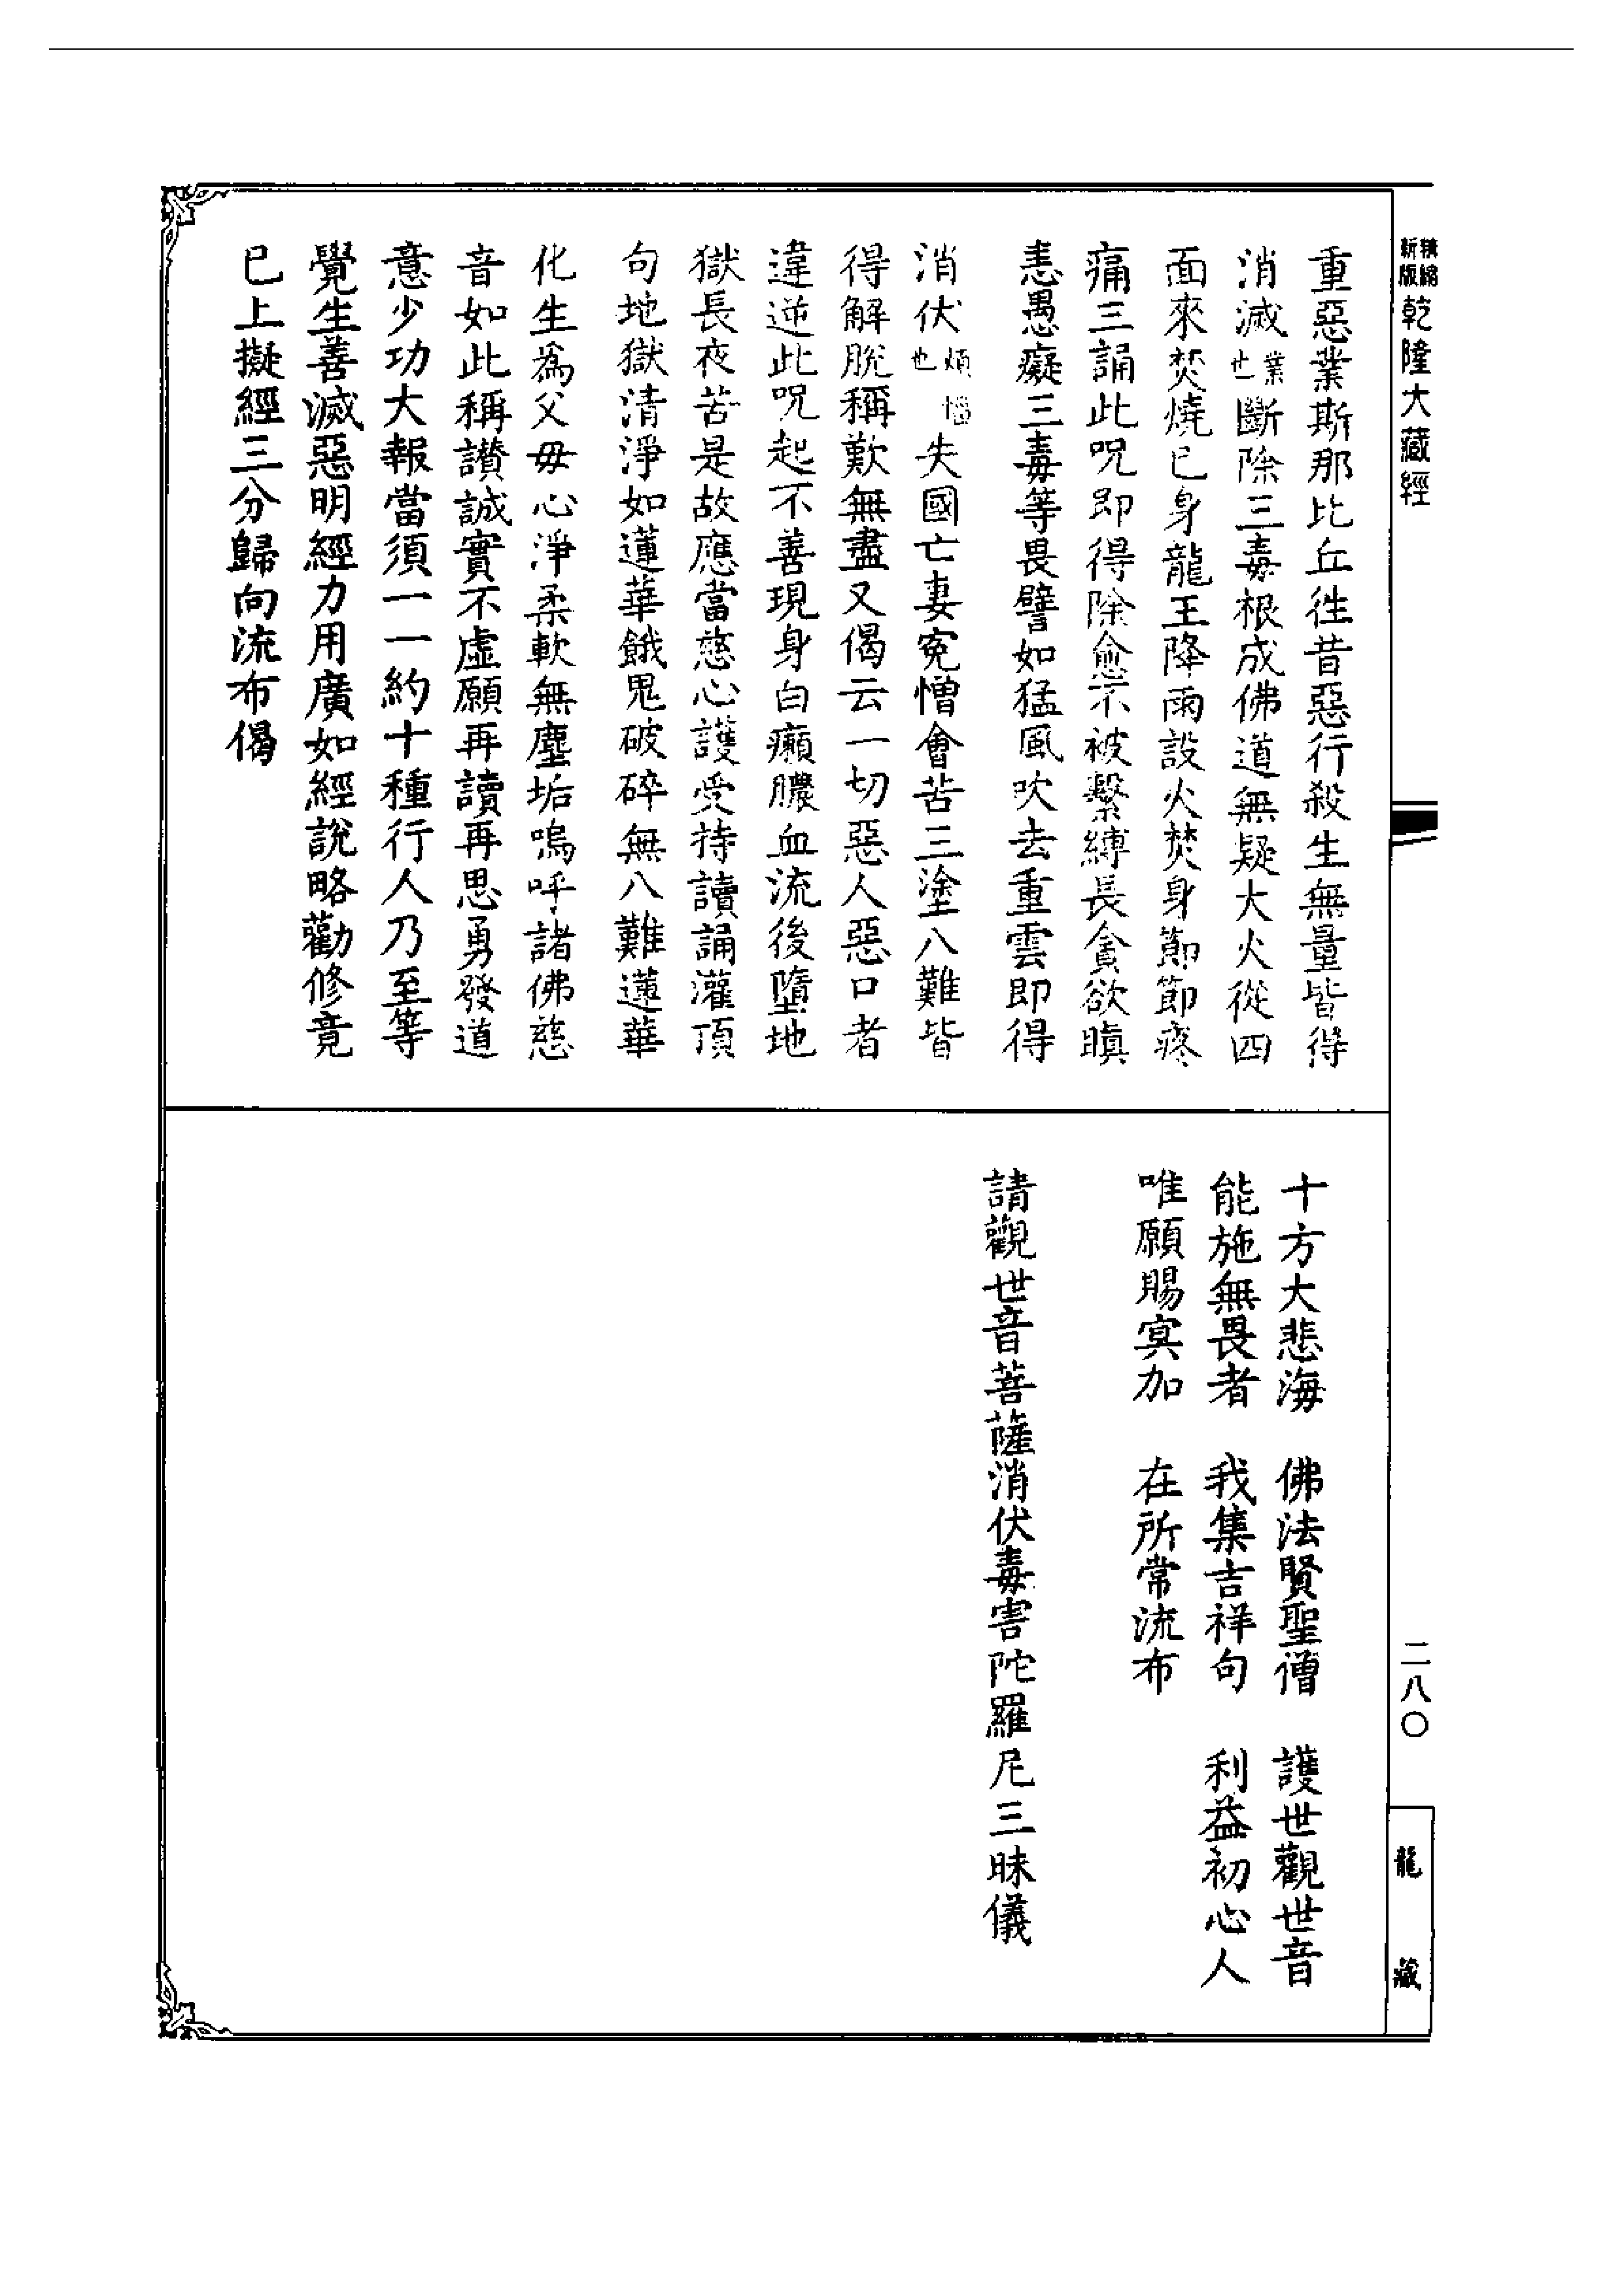 重惡業斯那比丘徃昔惡行殺生無量皆得
消滅業也斷除三毒根成佛道無疑大火從四
面來焚燒己身龍王降雨設火焚身節節疼
痛三誦此呪即得除愈不被繫縛長貪欲瞋
恚愚癡三毒等畏譬如猛風吹去重雲即得
消伏煩惱也失國亡妻寃憎會苦三塗八難皆
得解脫稱歎無盡又偈云一切惡人惡口者
違逆此呪起不善現身白癩膿血流後墮地
獄長夜苦是故應當慈心護受持讀誦灌頂
句地獄清淨如蓮華餓鬼破碎無八難蓮華
化生為父毋心淨柔軟無塵垢嗚呼諸佛慈
音如此稱讃誠實不虛願再讀再思勇發道
意少功大報當須一一約十種行人乃至等
覺生善滅惡明經力用廣如經說略勸修竟
已上擬經三分歸向流布偈
十方大悲海　佛法賢聖僧　護世觀世音
能施無畏者　我集吉祥句　利益初心人
唯願賜冥加　在所常流布
請觀世音菩薩消伏毒害陀羅尼三昧儀
精縮新版乾隆大藏經
二八〇
龍藏